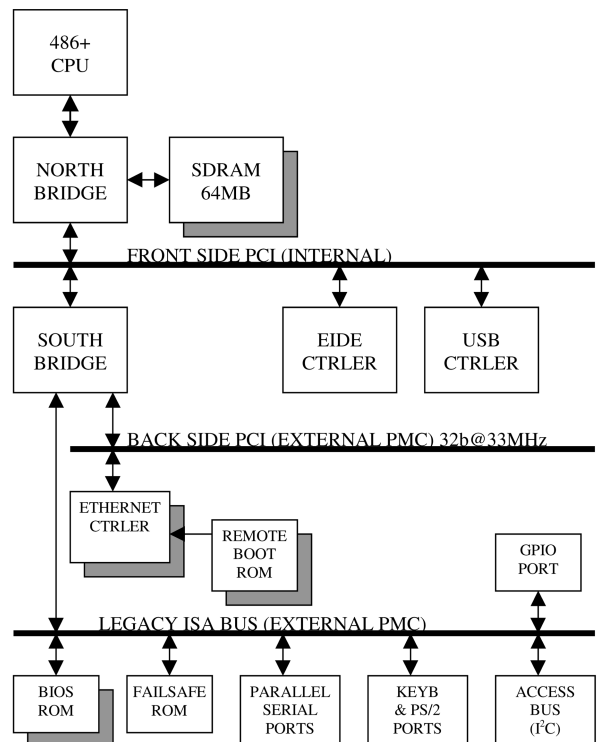 486+
CPU
NORTH
BRIDGE
SDRAM
64MB
FRONT SIDE PCI (INTERNAL)
SOUTH
BRIDGE
EIDE
CTRLER
USB
CTRLER
BACK SIDE PCI (EXTERNAL PMC) 32b@33MHz
ETHERNET
CTRLER
REMOTE
BOOT
ROM
GPIO
PORT
LEGACY ISA BUS (EXTERNAL PMC)
BIOS
ROM
FAILSAFE
ROM
PARALLEL
SERIAL
PORTS
KEYB
& PS/2
PORTS
ACCESS
BUS
(I²C)